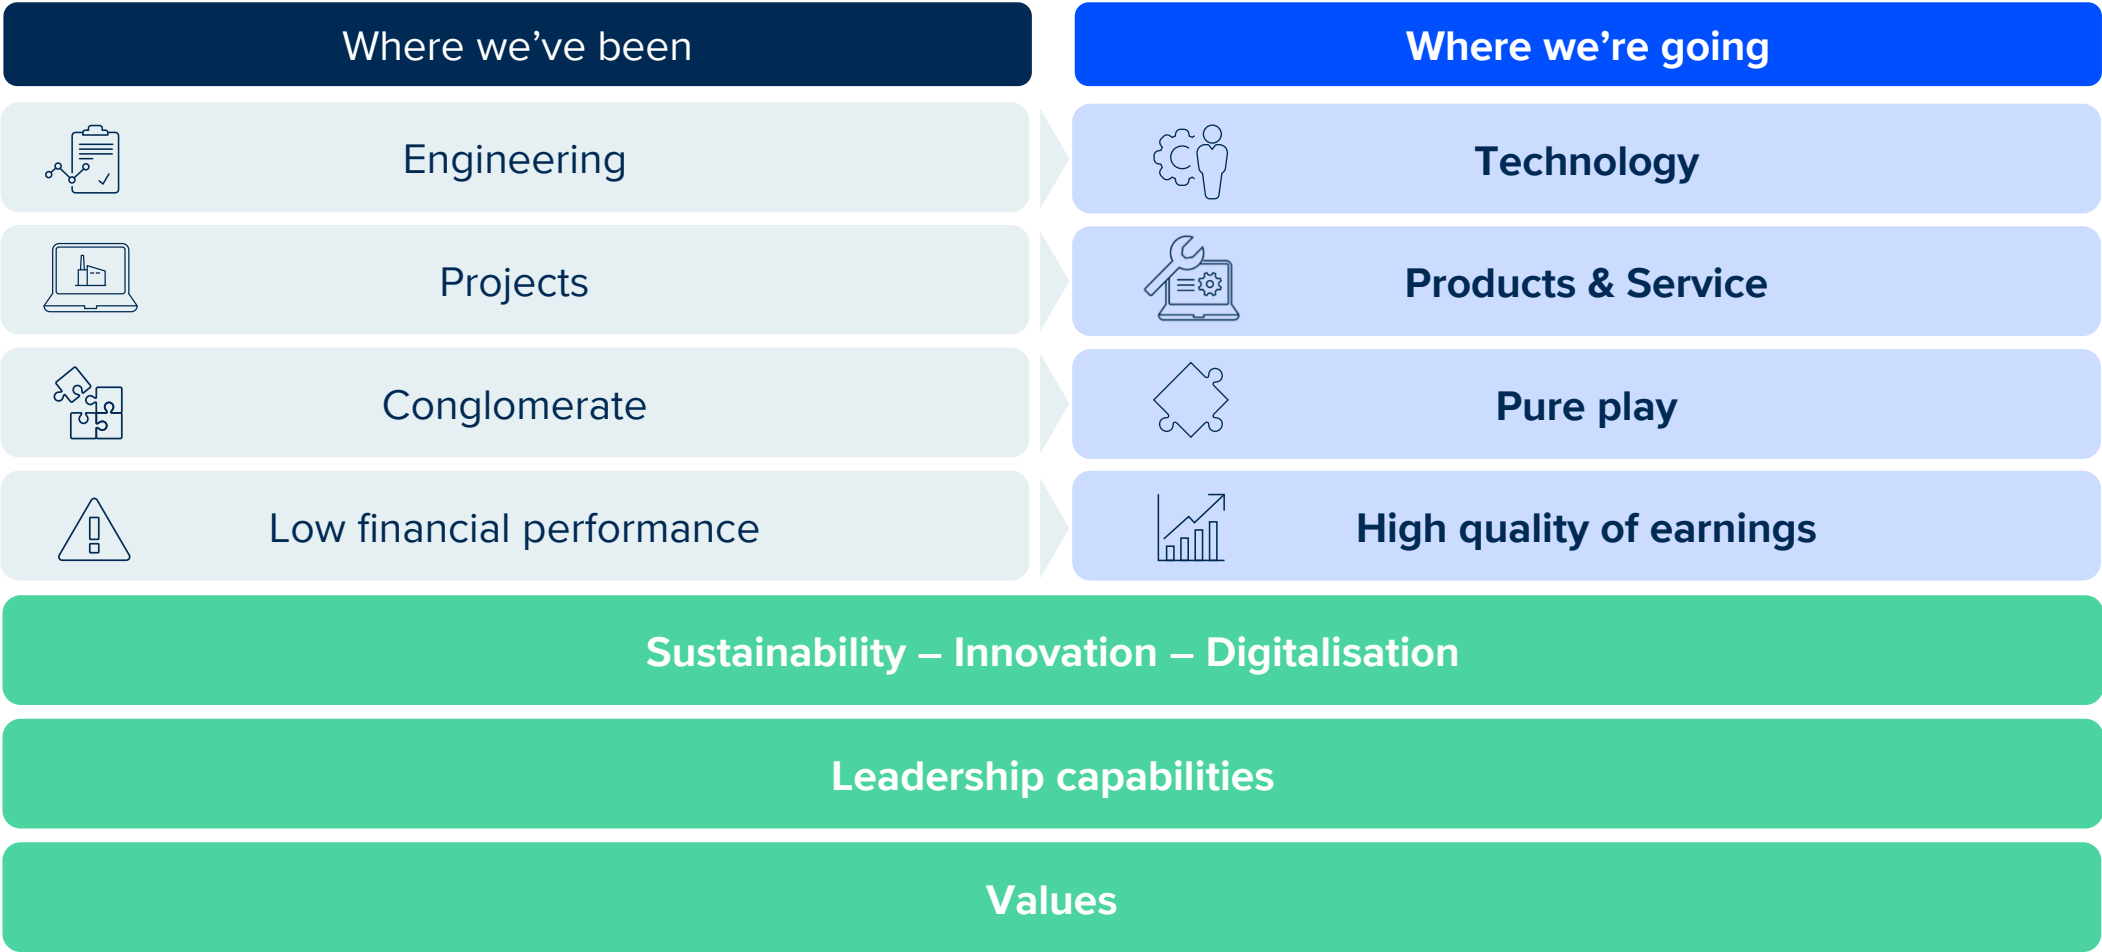 Where we’ve been
Where we’re going
Engineering
Technology
Projects
Products & Service
Conglomerate
Pure play
Low financial performance
High quality of earnings
Sustainability – Innovation – Digitalisation
Leadership capabilities
Values